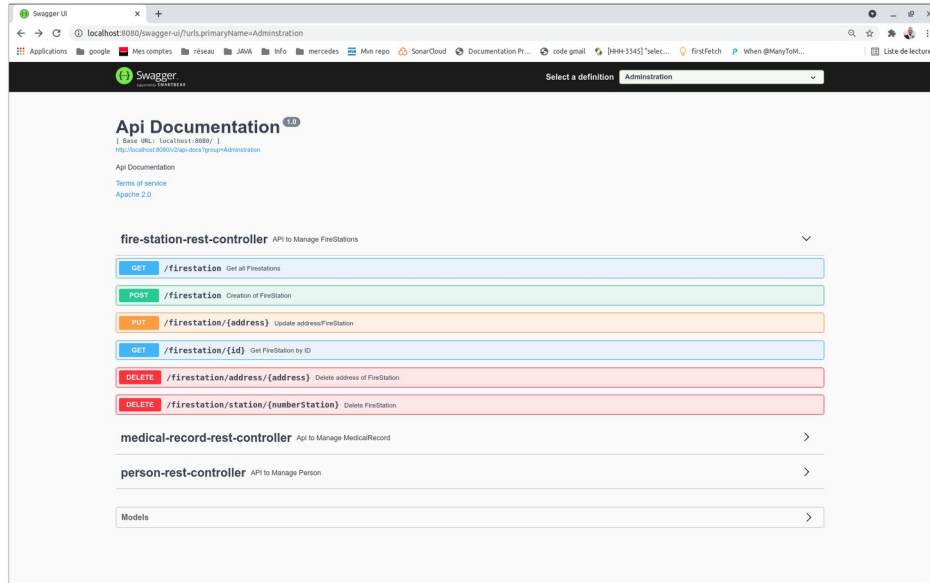 Swagger UI
localhost:8080/swagger-ui/?urls.primaryName=Adminstration
Applications google Mes comptes réseau JAVA Info mercedes Mvn repo SonarCloud Documentation Pr... code gmail [HHH-3345] "selec... firstFetch When @ManyToM... Liste de lecture
Swagger.
Supported by SMARTBEAR
Select a definition Adminstration
Api Documentation 1.0
[ Base URL: localhost:8080/ ]
http://localhost:8080/v2/api-docs?group=Adminstration
Api Documentation
Terms of service
Apache 2.0
fire-station-rest-controller API to Manage FireStations
GET /firestation Get all Firestations
POST /firestation Creation of FireStation
PUT /firestation/{address} Update address/FireStation
GET /firestation/{id} Get FireStation by ID
DELETE /firestation/address/{address} Delete address of FireStation
DELETE /firestation/station/{numberStation} Delete FireStation
medical-record-rest-controller Api to Manage MedicalRecord
person-rest-controller API to Manage Person
Models